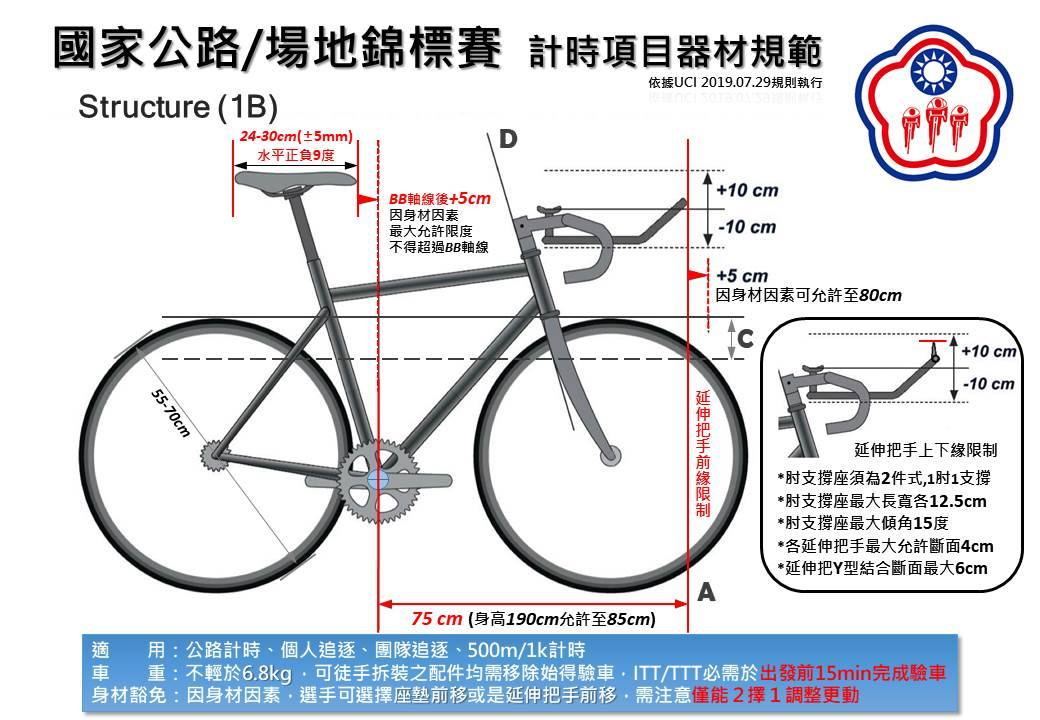 國家公路/場地錦標賽 計時項目器材規範
依據UCI 2019.07.29規則執行
Structure (1B)
24-30cm(±5mm)
水平正負9度
D
BB軸線後+5cm
因身材因素
最大允許限度
不得超過BB軸線
+10 cm
-10 cm
+5 cm
因身材因素可允許至80cm
C
55-70cm
延伸把手前緣限制
+10 cm
-10 cm
延伸把手上下緣限制
*肘支撐座須為2件式,1肘1支撐
*肘支撐座最大長寬各12.5cm
*肘支撐座最大傾角15度
*各延伸把手最大允許斷面4cm
*延伸把Y型結合斷面最大6cm
A
75 cm (身高190cm允許至85cm)
適　　用：公路計時、個人追逐、團隊追逐、500m/1k計時
車　　重：不輕於6.8kg，可徒手拆裝之配件均需移除始得驗車，ITT/TTT必需於出發前15min完成驗車
身材豁免：因身材因素，選手可選擇座墊前移或是延伸把手前移，需注意僅能２擇１調整更動